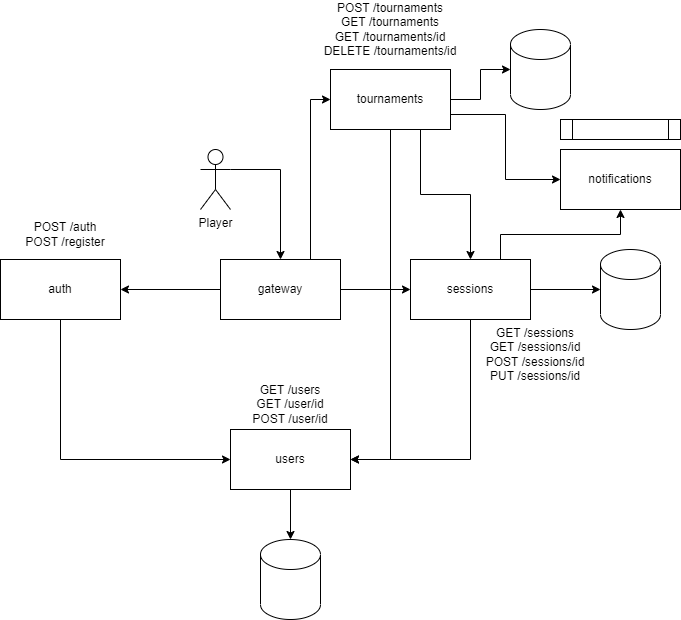 POST /tournaments
GET /tournaments
GET /tournaments/id
DELETE /tournaments/id
tournaments
notifications
Player
POST /auth
POST /register
auth
gateway
sessions
GET /sessions
GET /sessions/id
POST /sessions/id
PUT /sessions/id
GET /users
GET /user/id
POST /user/id
users